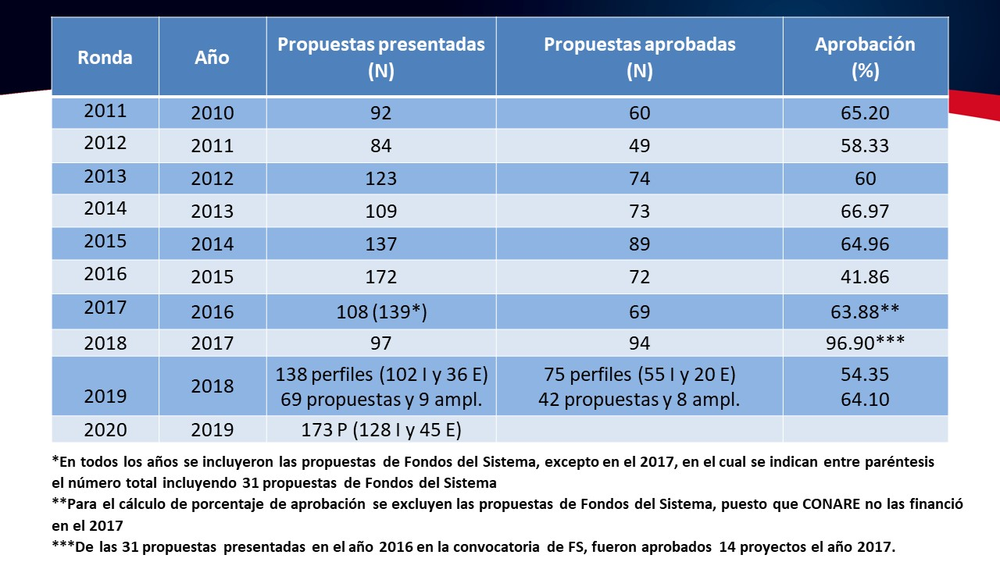 Ronda Año Propuestas presentadas (N) Propuestas aprobadas (N) Aprobación (%)
2011 2010 92 60 65.20
2012 2011 84 49 58.33
2013 2012 123 74 60
2014 2013 109 73 66.97
2015 2014 137 89 64.96
2016 2015 172 72 41.86
2017 2016 108 (139*) 69 63.88**
2018 2017 97 94 96.90***
2019 2018 138 perfiles (102 I y 36 E) 75 perfiles (55 I y 20 E) 54.35
69 propuestas y 9 ampl. 42 propuestas y 8 ampl. 64.10
2020 2019 173 P (128 I y 45 E)
*En todos los años se incluyeron las propuestas de Fondos del Sistema, excepto en el 2017, en el cual se indican entre paréntesis
el número total incluyendo 31 propuestas de Fondos del Sistema
**Para el cálculo de porcentaje de aprobación se excluyen las propuestas de Fondos del Sistema, puesto que CONARE no las financió
en el 2017
***De las 31 propuestas presentadas en el año 2016 en la convocatoria de FS, fueron aprobados 14 proyectos el año 2017.